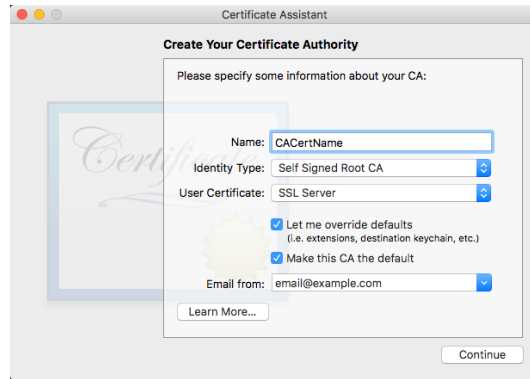 Certificate Assistant
Create Your Certificate Authority
Please specify some information about your CA:
Certificate
Name: CACertName
Identity Type: Self Signed Root CA
User Certificate: SSL Server
Let me override defaults
(i.e. extensions, destination keychain, etc.)
Make this CA the default
Email from: email@example.com
Learn More...
Continue